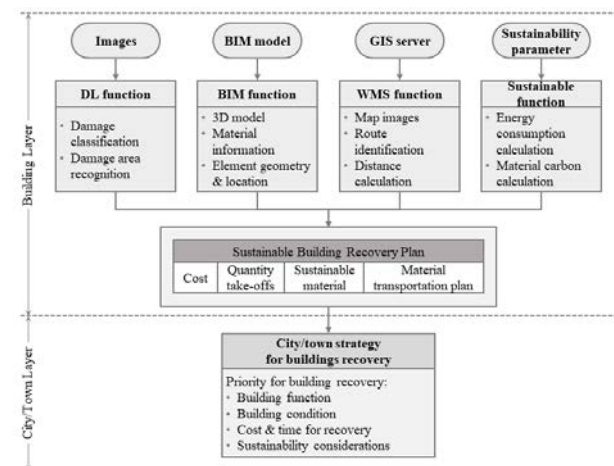 Images
BIM model
GIS server
Sustainability
parameter
DL function
Damage
classification
Damage area
recognition
BIM function
3D model
Material
information
Element geometry
& location
WMS function
Map images
Route
identification
Distance
calculation
Sustainable
function
Energy
consumption
calculation
Material carbon
calculation
Building Layer
Sustainable Building Recovery Plan
Cost
Quantity
take-offs
Sustainable
material
Material
transportation plan
City/Town Layer
City/town strategy
for buildings recovery
Priority for building recovery:
Building function
Building condition
Cost & time for recovery
Sustainability considerations